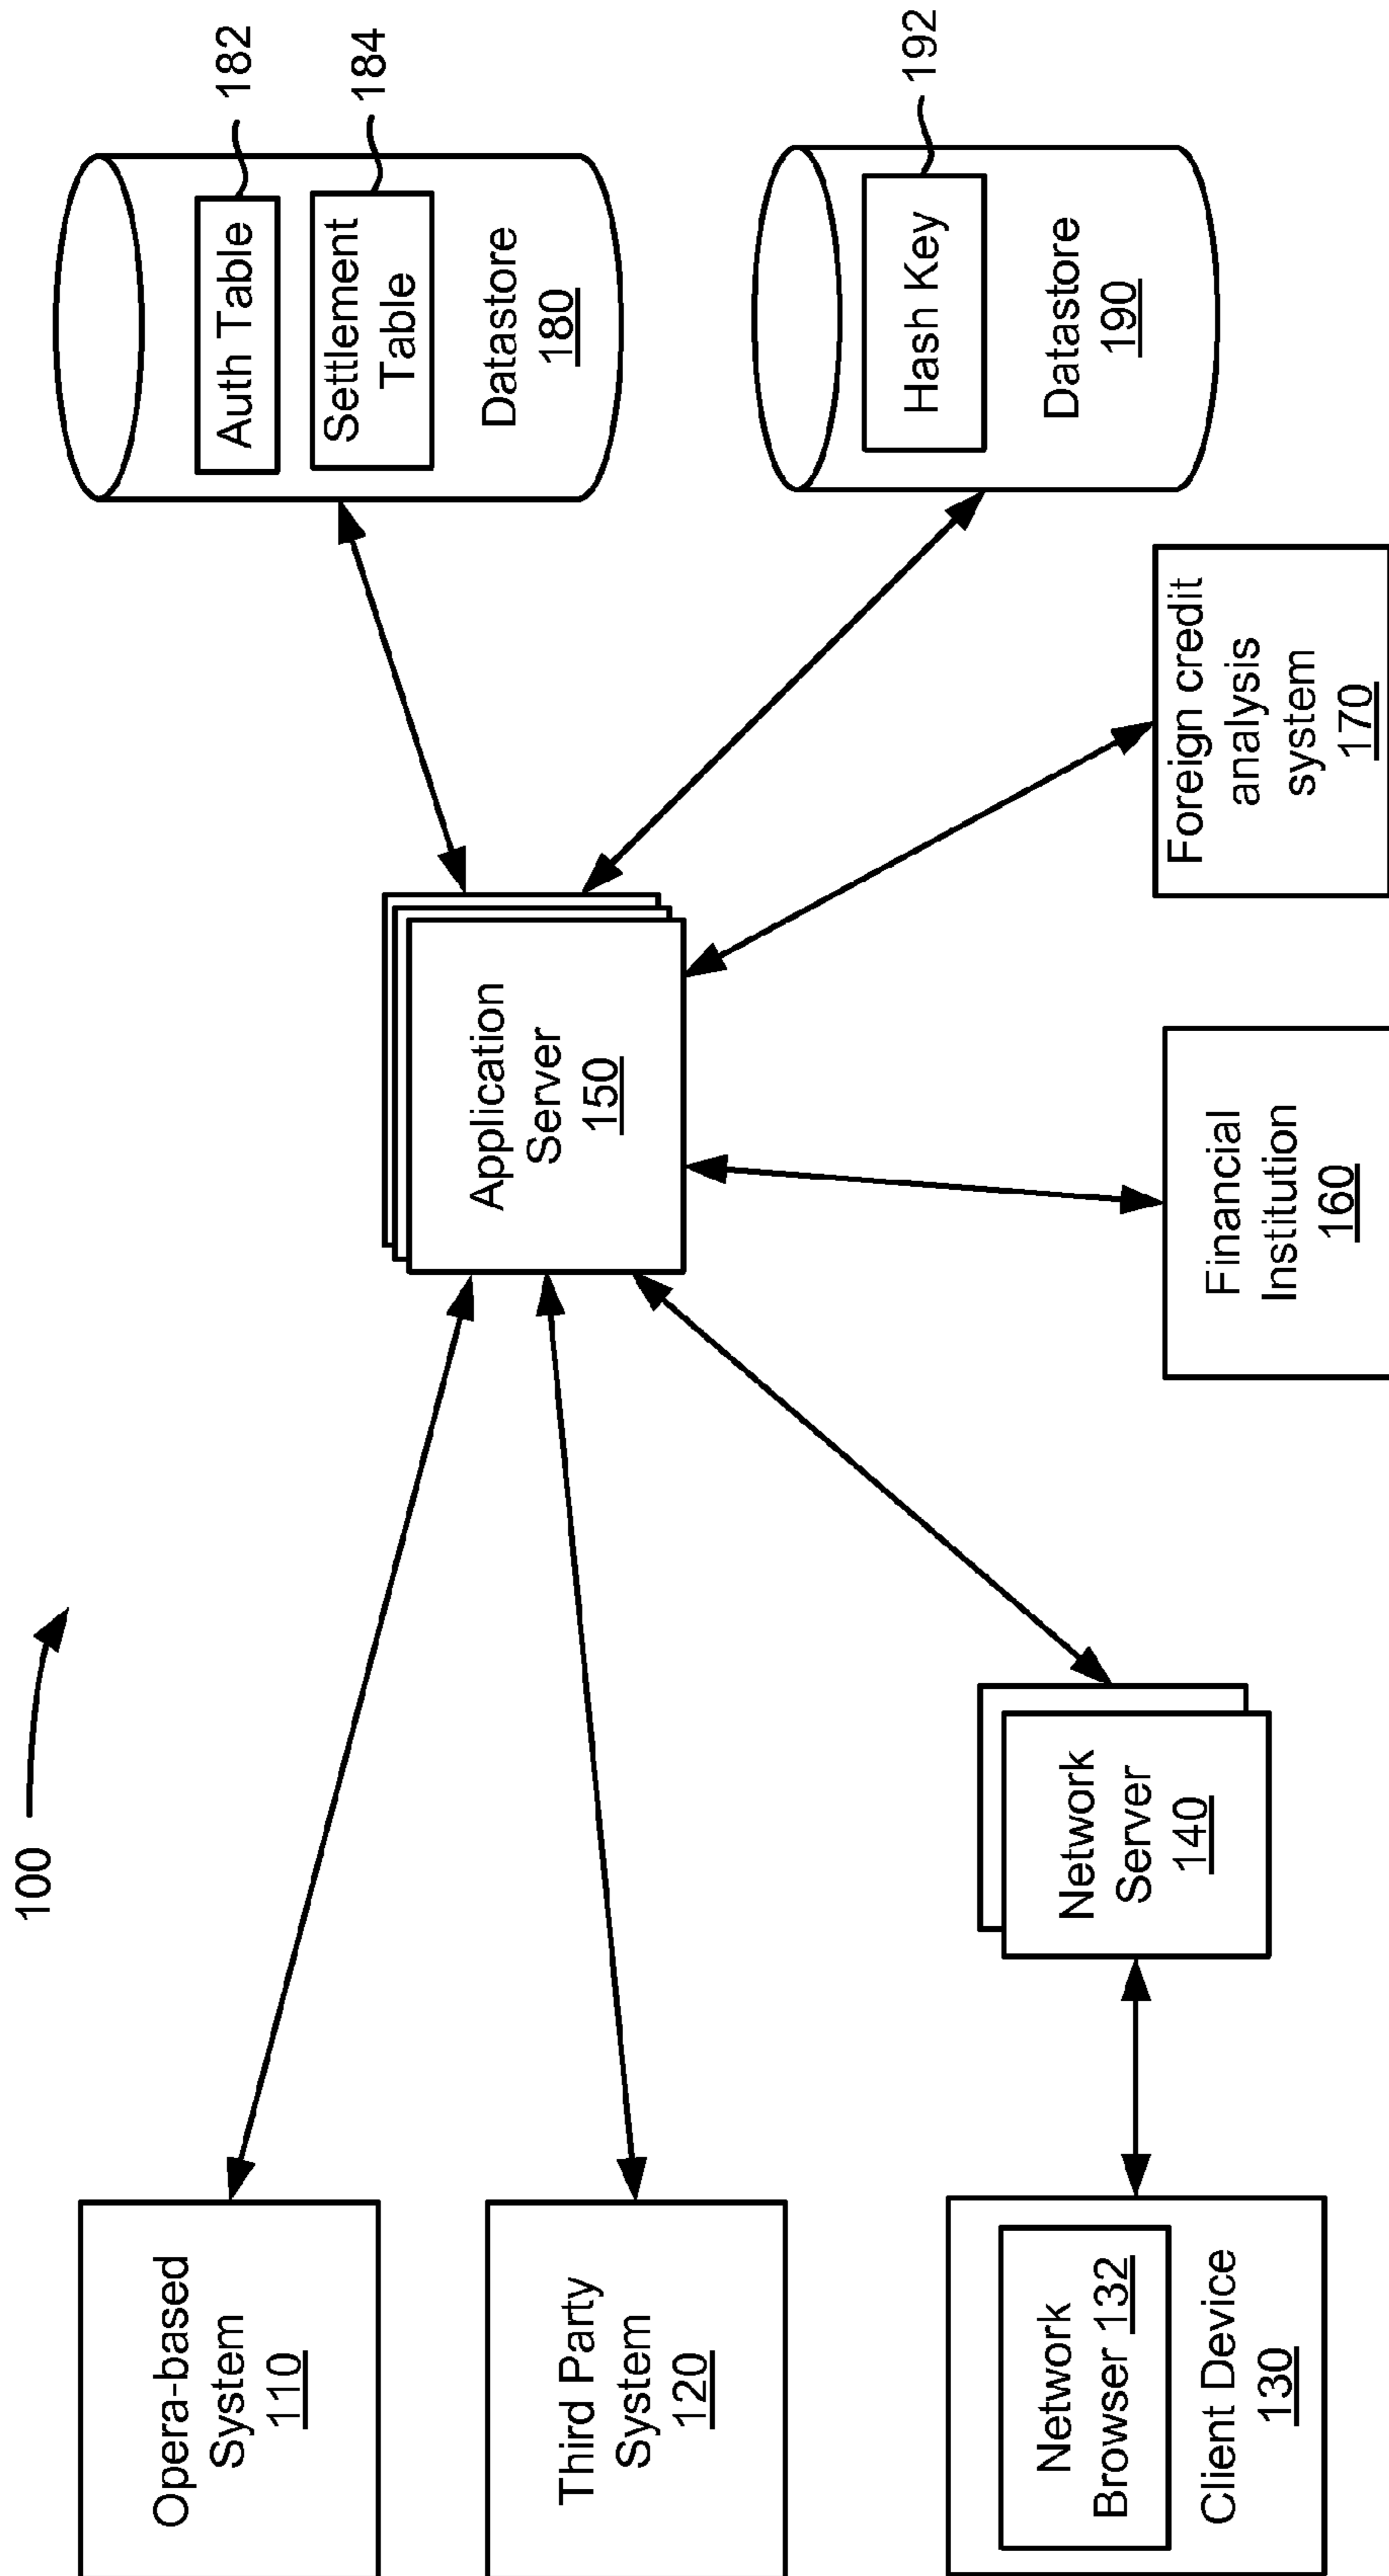 100
Opera-based
System
110
Third Party
System
120
Network
Browser 132
Client Device
130
Network
Server
140
Application
Server
150
Financial
Institution
160
Foreign credit
analysis
system
170
Auth Table
182
Settlement
Table
184
Datastore
180
Hash Key
192
Datastore
190